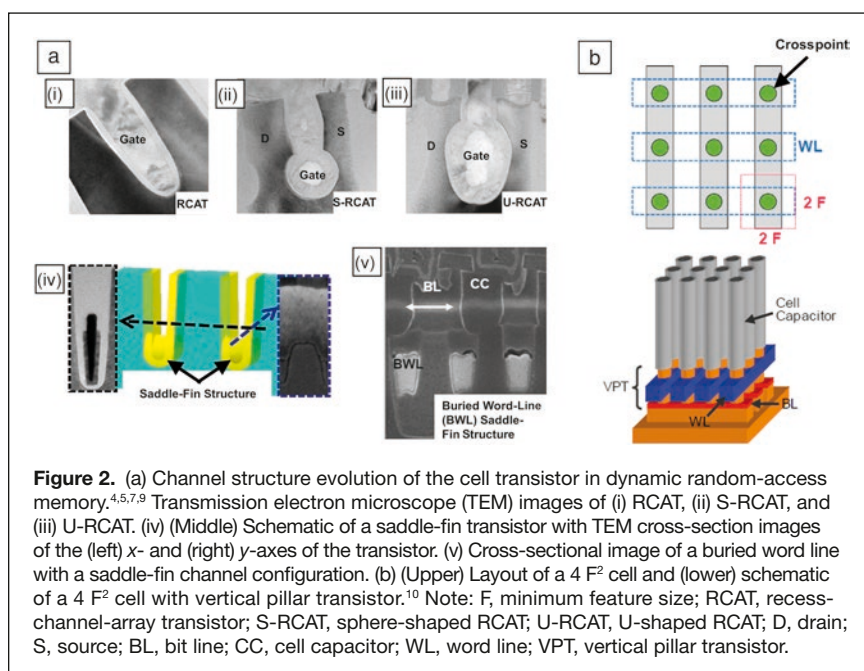 a
(i)
Gate
RCAT
(ii)
D
S
Gate
S-RCAT
(iii)
D
S
Gate
U-RCAT
(iv)
Saddle-Fin Structure
(v)
BL
CC
BWL
Buried Word-Line
(BWL) Saddle-
Fin Structure
b
Crosspoint
WL
2 F
2 F
Cell
Capacitor
VPT
WL
BL
Figure 2. (a) Channel structure evolution of the cell transistor in dynamic random-access
memory.4,5,7,9 Transmission electron microscope (TEM) images of (i) RCAT, (ii) S-RCAT, and
(iii) U-RCAT. (iv) (Middle) Schematic of a saddle-fin transistor with TEM cross-section images
of the (left) x- and (right) y-axes of the transistor. (v) Cross-sectional image of a buried word line
with a saddle-fin channel configuration. (b) (Upper) Layout of a 4 F² cell and (lower) schematic
of a 4 F² cell with vertical pillar transistor.10 Note: F, minimum feature size; RCAT, recess-
channel-array transistor; S-RCAT, sphere-shaped RCAT; U-RCAT, U-shaped RCAT; D, drain;
S, source; BL, bit line; CC, cell capacitor; WL, word line; VPT, vertical pillar transistor.